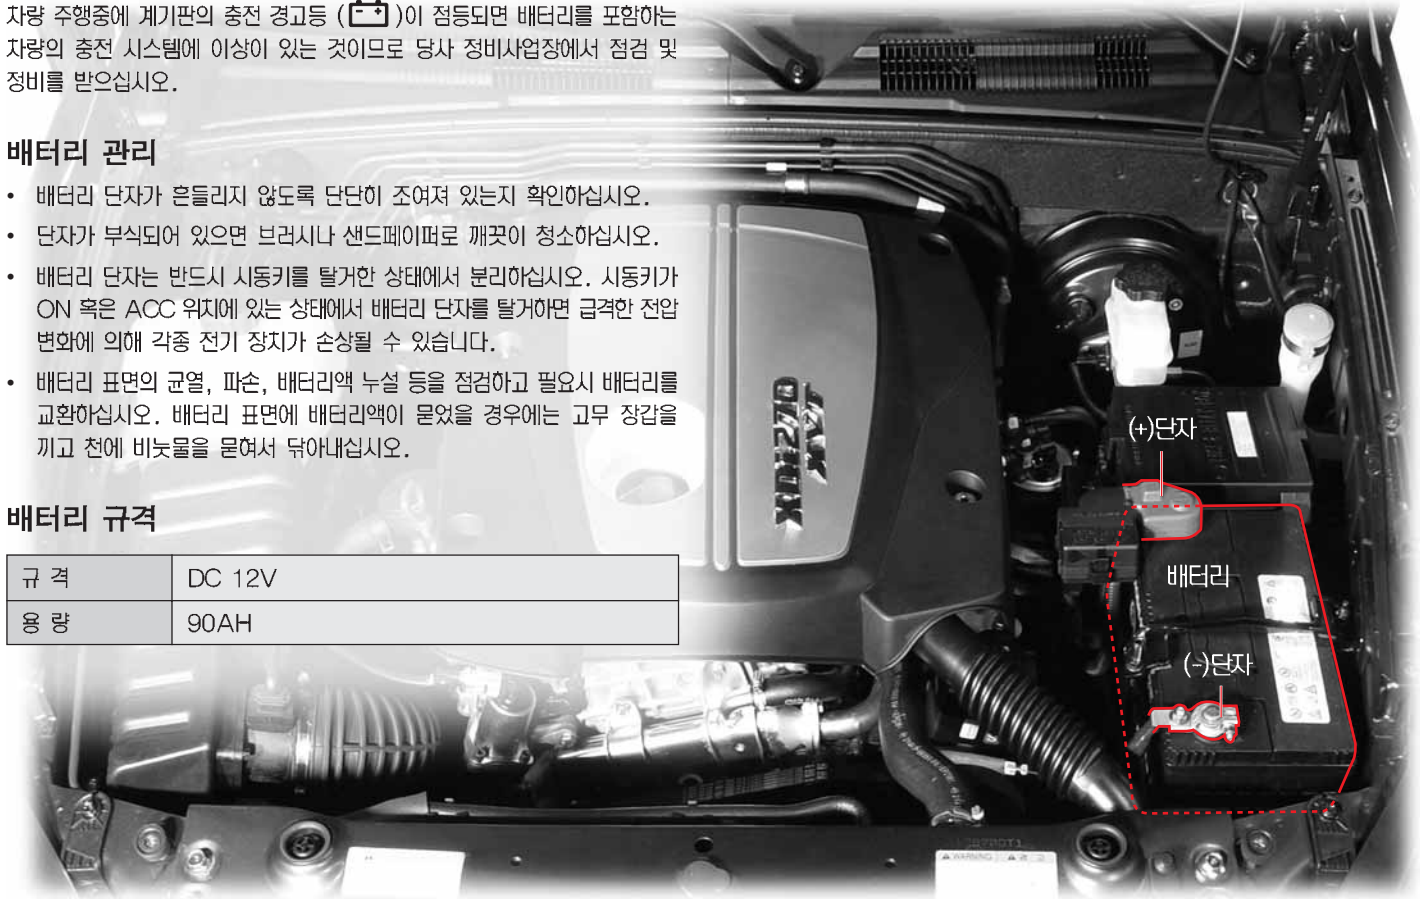 차량 주행중에 계기판의 충전 경고등 ( )이 점등되면 배터리를 포함하는
차량의 충전 시스템에 이상이 있는 것이므로 당사 정비사업장에서 점검 및
정비를 받으십시오.
배터리 관리
• 배터리 단자가 흔들리지 않도록 단단히 조여져 있는지 확인하십시오.
• 단자가 부식되어 있으면 브러시나 샌드페이퍼로 깨끗이 청소하십시오.
• 배터리 단자는 반드시 시동키를 탈거한 상태에서 분리하십시오. 시동키가
ON 혹은 ACC 위치에 있는 상태에서 배터리 단자를 탈거하면 급격한 전압
변화에 의해 각종 전기 장치가 손상될 수 있습니다.
• 배터리 표면의 균열, 파손, 배터리액 누설 등을 점검하고 필요시 배터리를
교환하십시오. 배터리 표면에 배터리액이 묻었을 경우에는 고무 장갑을
끼고 천에 비눗물을 묻혀서 닦아내십시오.
배터리 규격
규 격 DC 12V
용 량 90AH
XDi270
(+)단자
배터리
(-)단자
WARNING 경 고